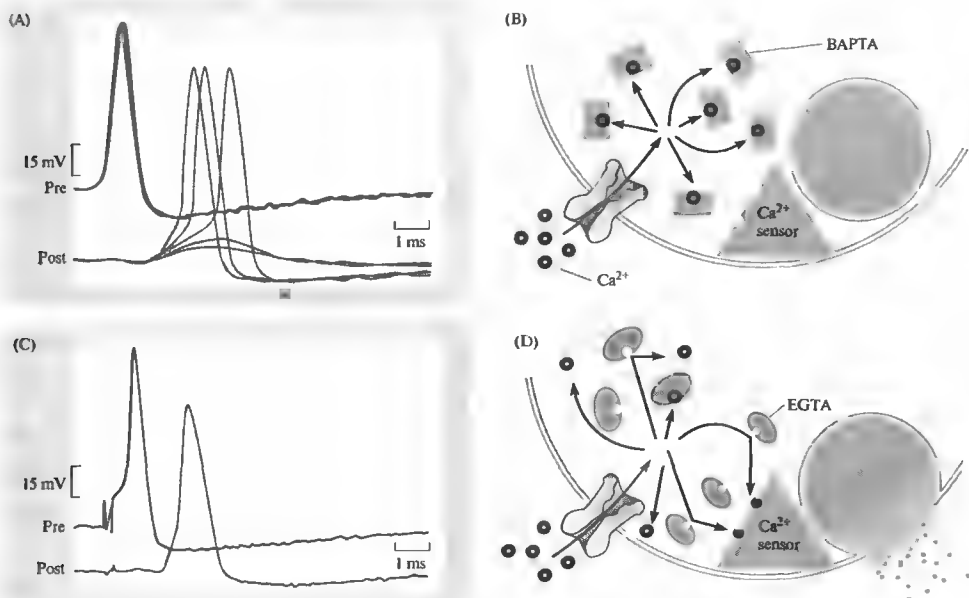 (A)
15 mV
Pre
1 ms
Post
(B)
BAPTA
Ca²⁺
sensor
Ca²⁺
(C)
15 mV
Pre
1 ms
Post
(D)
EGTA
Ca²⁺
sensor